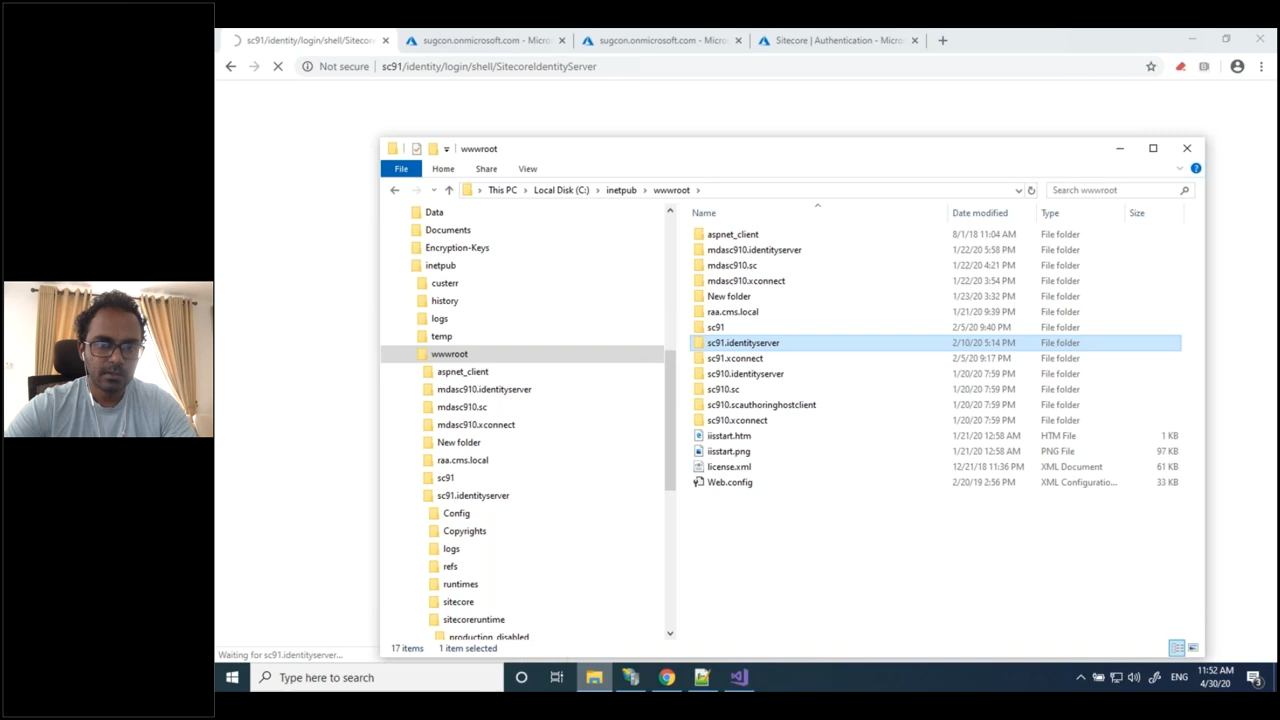 sc91/identity/login/shell/Sitecore
sugcon.onmicrosoft.com - Micro
sugcon.onmicrosoft.com - Micro
Sitecore | Authentication - Micro
Not secure
sc91/identity/login/shell/SitecoreIdentityServer
wwwroot
File
Home
Share
View
This PC
Local Disk (C:)
inetpub
wwwroot
Search wwwroot
Data
Documents
Encryption-Keys
inetpub
custerr
history
logs
temp
wwwroot
aspnet_client
mdasc910.identityserver
mdasc910.sc
mdasc910.xconnect
New folder
raa.cms.local
sc91
sc91.identityserver
Config
Copyrights
logs
refs
runtimes
sitecore
sitecoreruntime
production_disabled
Name Date modified Type Size
aspnet_client 8/1/18 11:04 AM File folder
mdasc910.identityserver 1/22/20 5:58 PM File folder
mdasc910.sc 1/22/20 4:21 PM File folder
mdasc910.xconnect 1/22/20 3:54 PM File folder
New folder 1/23/20 3:32 PM File folder
raa.cms.local 1/21/20 9:39 PM File folder
sc91 2/5/20 9:40 PM File folder
sc91.identityserver 2/10/20 5:14 PM File folder
sc91.xconnect 2/5/20 9:17 PM File folder
sc910.identityserver 1/20/20 7:59 PM File folder
sc910.sc 1/20/20 7:59 PM File folder
sc910.scauthoringhostclient 1/20/20 7:59 PM File folder
sc910.xconnect 1/20/20 7:59 PM File folder
iisstart.htm 1/21/20 12:58 AM HTM File 1 KB
iisstart.png 1/21/20 12:58 AM PNG File 97 KB
license.xml 12/21/18 11:36 PM XML Document 61 KB
Web.config 2/20/19 2:56 PM XML Configuratio... 33 KB
17 items 1 item selected
Waiting for sc91.identityserver...
Type here to search
ENG
11:52 AM
4/30/20
3